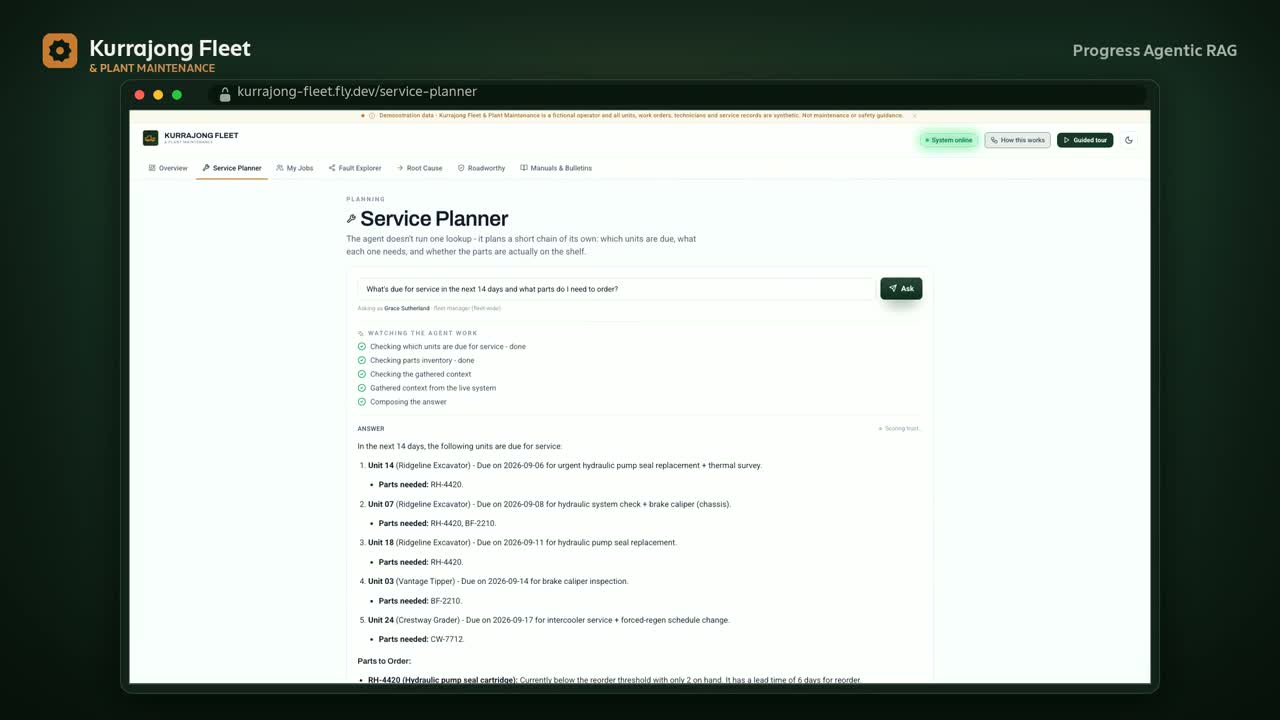 Kurrajong Fleet
& PLANT MAINTENANCE
Progress Agentic RAG
kurrajong-fleet.fly.dev/service-planner
Demonstration data - Kurrajong Fleet & Plant Maintenance is a fictional operator and all units, work orders, technicians and service records are synthetic. Not maintenance or safety guidance.
KURRAJONG FLEET
& PLANT MAINTENANCE
System online
How this works
Guided tour
Overview
Service Planner
My Jobs
Fault Explorer
Root Cause
Roadworthy
Manuals & Bulletins
PLANNING
Service Planner
The agent doesn't run one lookup - it plans a short chain of its own: which units are due, what
each one needs, and whether the parts are actually on the shelf.
What's due for service in the next 14 days and what parts do I need to order?
Ask
Asking as Grace Sutherland · fleet manager (fleet-wide)
WATCHING THE AGENT WORK
Checking which units are due for service - done
Checking parts inventory - done
Checking the gathered context
Gathered context from the live system
Composing the answer
ANSWER
Scoring trust...
In the next 14 days, the following units are due for service:
1. Unit 14 (Ridgeline Excavator) - Due on 2026-09-06 for urgent hydraulic pump seal replacement + thermal survey.
• Parts needed: RH-4420.
2. Unit 07 (Ridgeline Excavator) - Due on 2026-09-08 for hydraulic system check + brake caliper (chassis).
• Parts needed: RH-4420, BF-2210.
3. Unit 18 (Ridgeline Excavator) - Due on 2026-09-11 for hydraulic pump seal replacement.
• Parts needed: RH-4420.
4. Unit 03 (Vantage Tipper) - Due on 2026-09-14 for brake caliper inspection.
• Parts needed: BF-2210.
5. Unit 24 (Crestway Grader) - Due on 2026-09-17 for intercooler service + forced-regen schedule change.
• Parts needed: CW-7712.
Parts to Order:
• RH-4420 (Hydraulic pump seal cartridge): Currently below the reorder threshold with only 2 on hand. It has a lead time of 6 days for reorder.